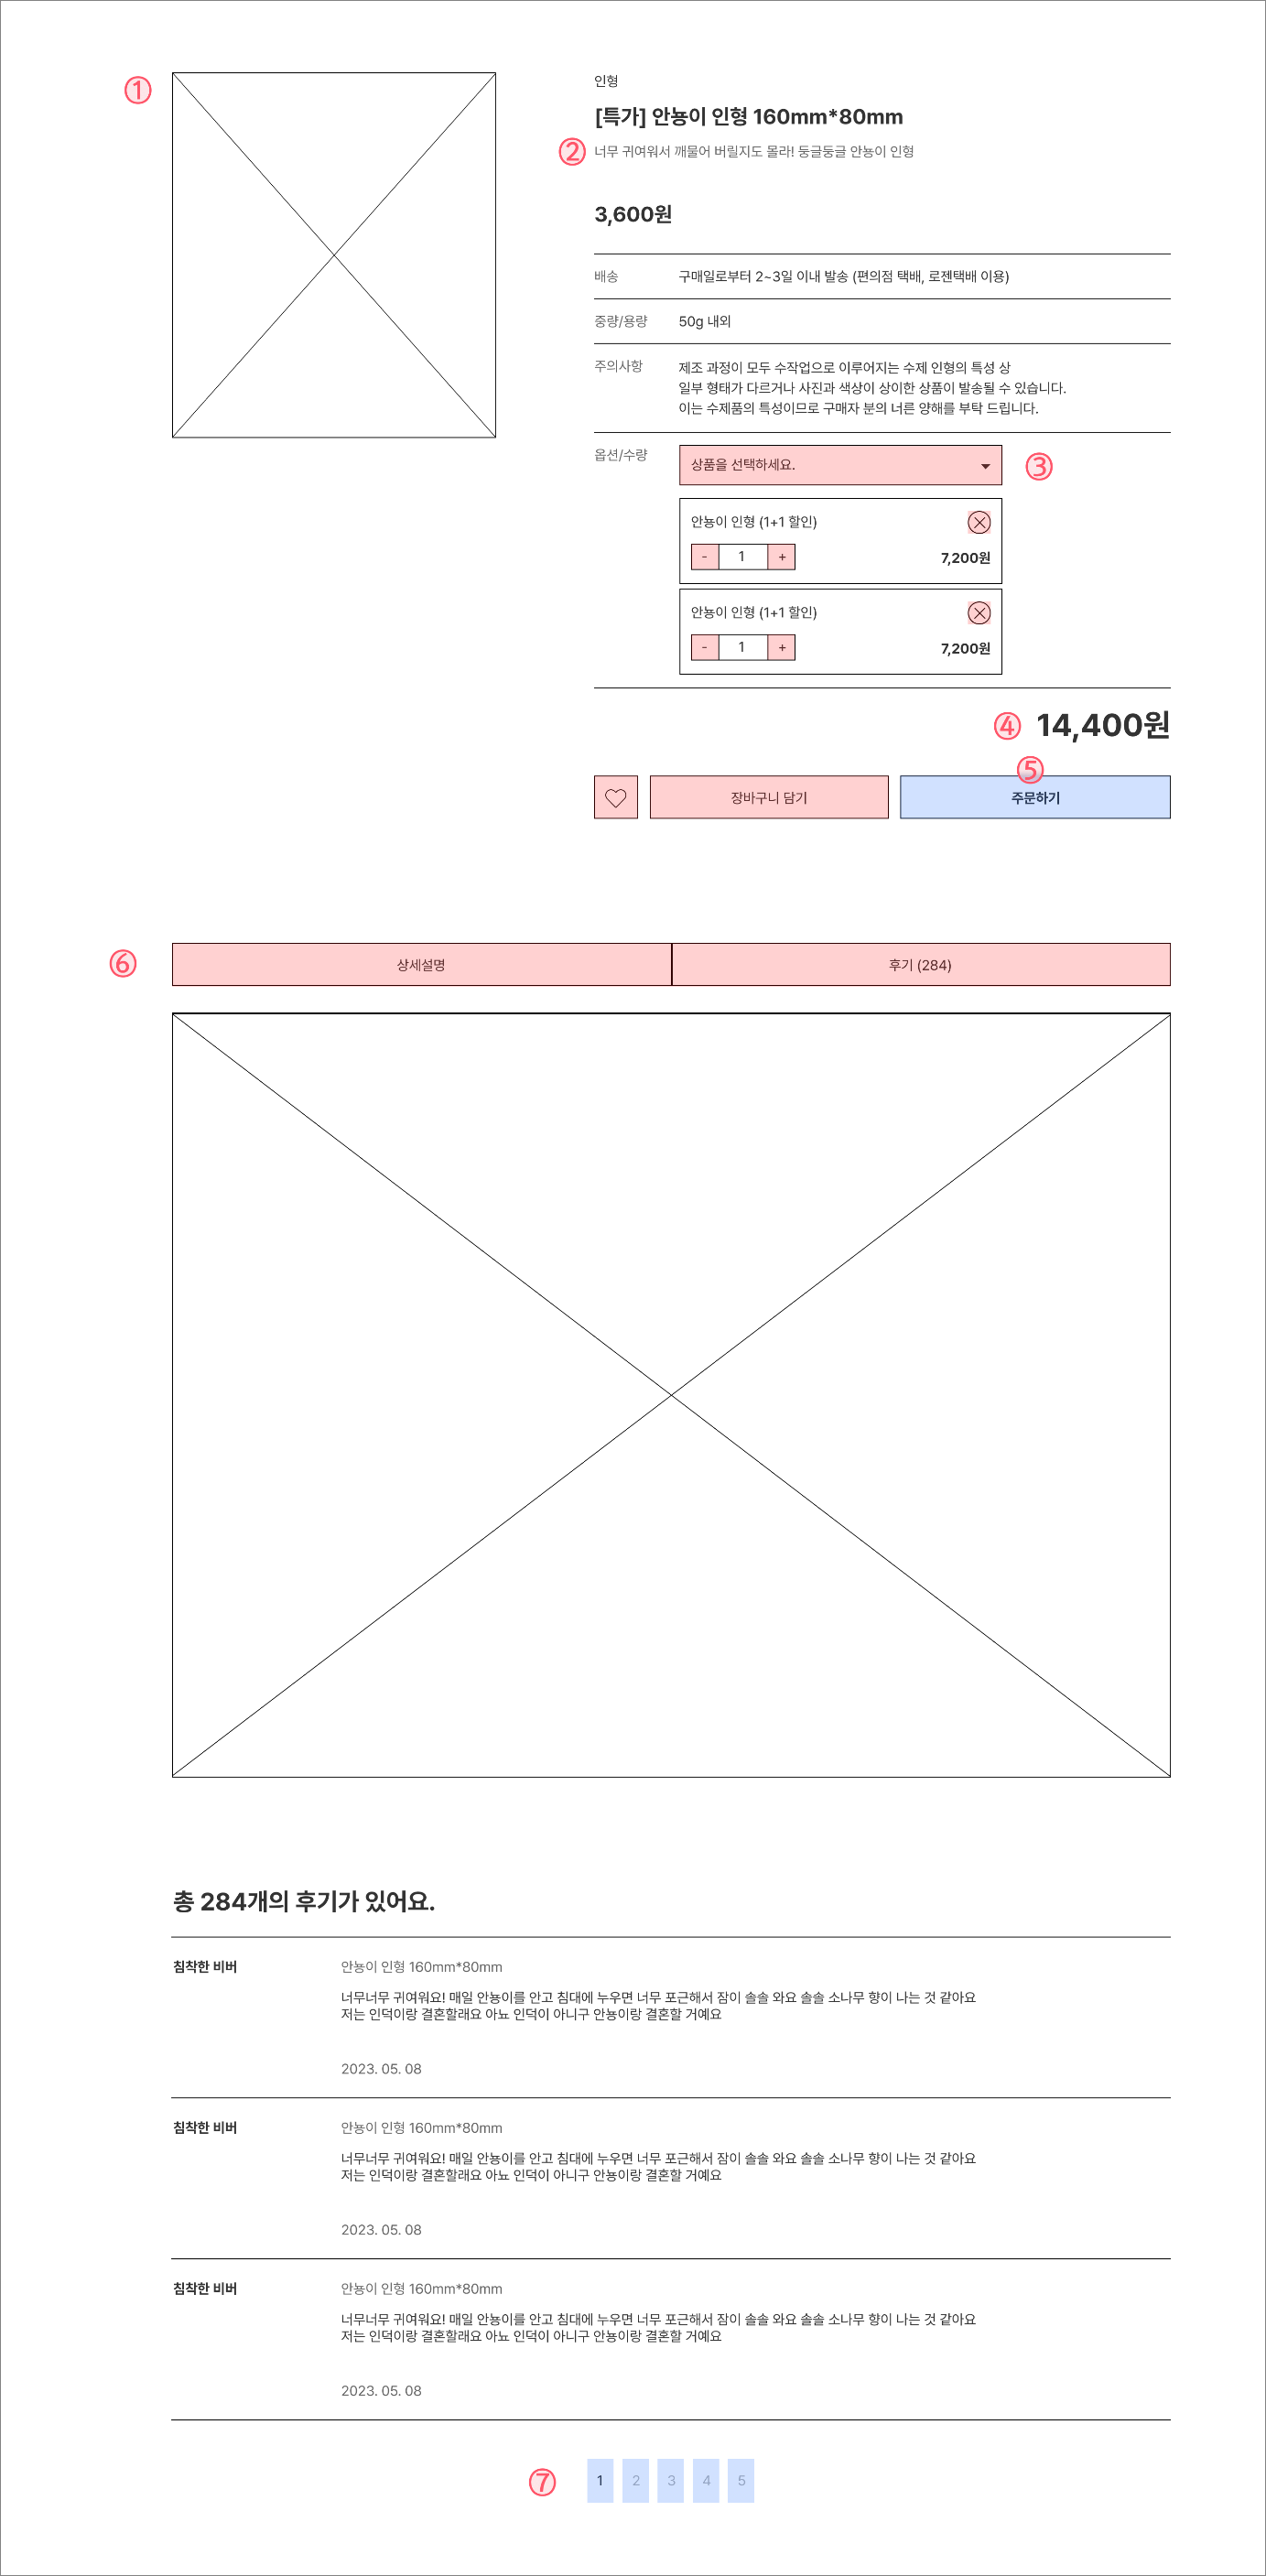 ①
인형
[특가] 안뇽이 인형 160mm*80mm
② 너무 귀여워서 깨물어 버릴지도 몰라! 둥글둥글 안뇽이 인형
3,600원
배송 구매일로부터 2~3일 이내 발송 (편의점 택배, 로젠택배 이용)
중량/용량 50g 내외
주의사항 제조 과정이 모두 수작업으로 이루어지는 수제 인형의 특성 상
일부 형태가 다르거나 사진과 색상이 상이한 상품이 발송될 수 있습니다.
이는 수제품의 특성이므로 구매자 분의 너른 양해를 부탁 드립니다.
옵션/수량 상품을 선택하세요. ③
안뇽이 인형 (1+1 할인)
- 1 + 7,200원
안뇽이 인형 (1+1 할인)
- 1 + 7,200원
④ 14,400원
⑤
장바구니 담기 주문하기
⑥ 상세설명 후기 (284)
총 284개의 후기가 있어요.
침착한 비버 안뇽이 인형 160mm*80mm
너무너무 귀여워요! 매일 안뇽이를 안고 침대에 누우면 너무 포근해서 잠이 솔솔 와요 솔솔 소나무 향이 나는 것 같아요
저는 인덕이랑 결혼할래요 아뇨 인덕이 아니구 안뇽이랑 결혼할 거예요
2023. 05. 08
침착한 비버 안뇽이 인형 160mm*80mm
너무너무 귀여워요! 매일 안뇽이를 안고 침대에 누우면 너무 포근해서 잠이 솔솔 와요 솔솔 소나무 향이 나는 것 같아요
저는 인덕이랑 결혼할래요 아뇨 인덕이 아니구 안뇽이랑 결혼할 거예요
2023. 05. 08
침착한 비버 안뇽이 인형 160mm*80mm
너무너무 귀여워요! 매일 안뇽이를 안고 침대에 누우면 너무 포근해서 잠이 솔솔 와요 솔솔 소나무 향이 나는 것 같아요
저는 인덕이랑 결혼할래요 아뇨 인덕이 아니구 안뇽이랑 결혼할 거예요
2023. 05. 08
⑦ 1 2 3 4 5